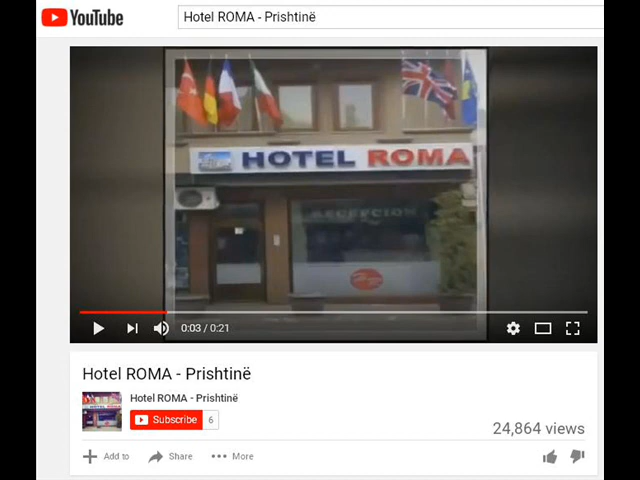 YouTube
Hotel ROMA - Prishtinë
HOTEL ROMA
RECEPCION
0:03 / 0:21
Hotel ROMA - Prishtinë
Hotel ROMA - Prishtinë
Subscribe 6
24,864 views
Add to Share More